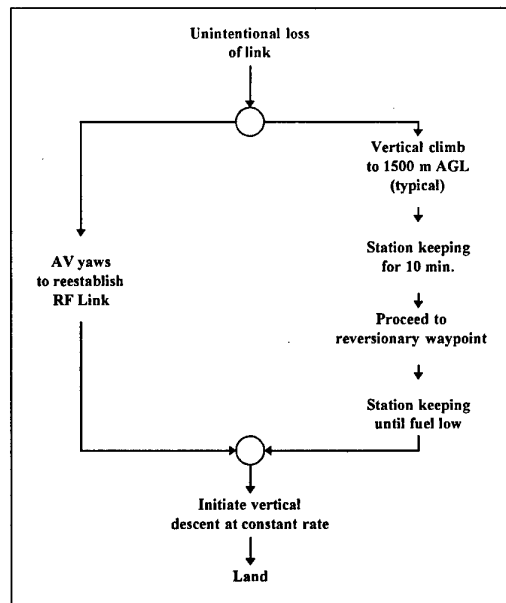 Unintentional loss
of link
Vertical climb
to 1500 m AGL
(typical)
Station keeping
for 10 min.
AV yaws
to reestablish
RF Link
Proceed to
reversionary waypoint
Station keeping
until fuel low
Initiate vertical
descent at constant rate
Land